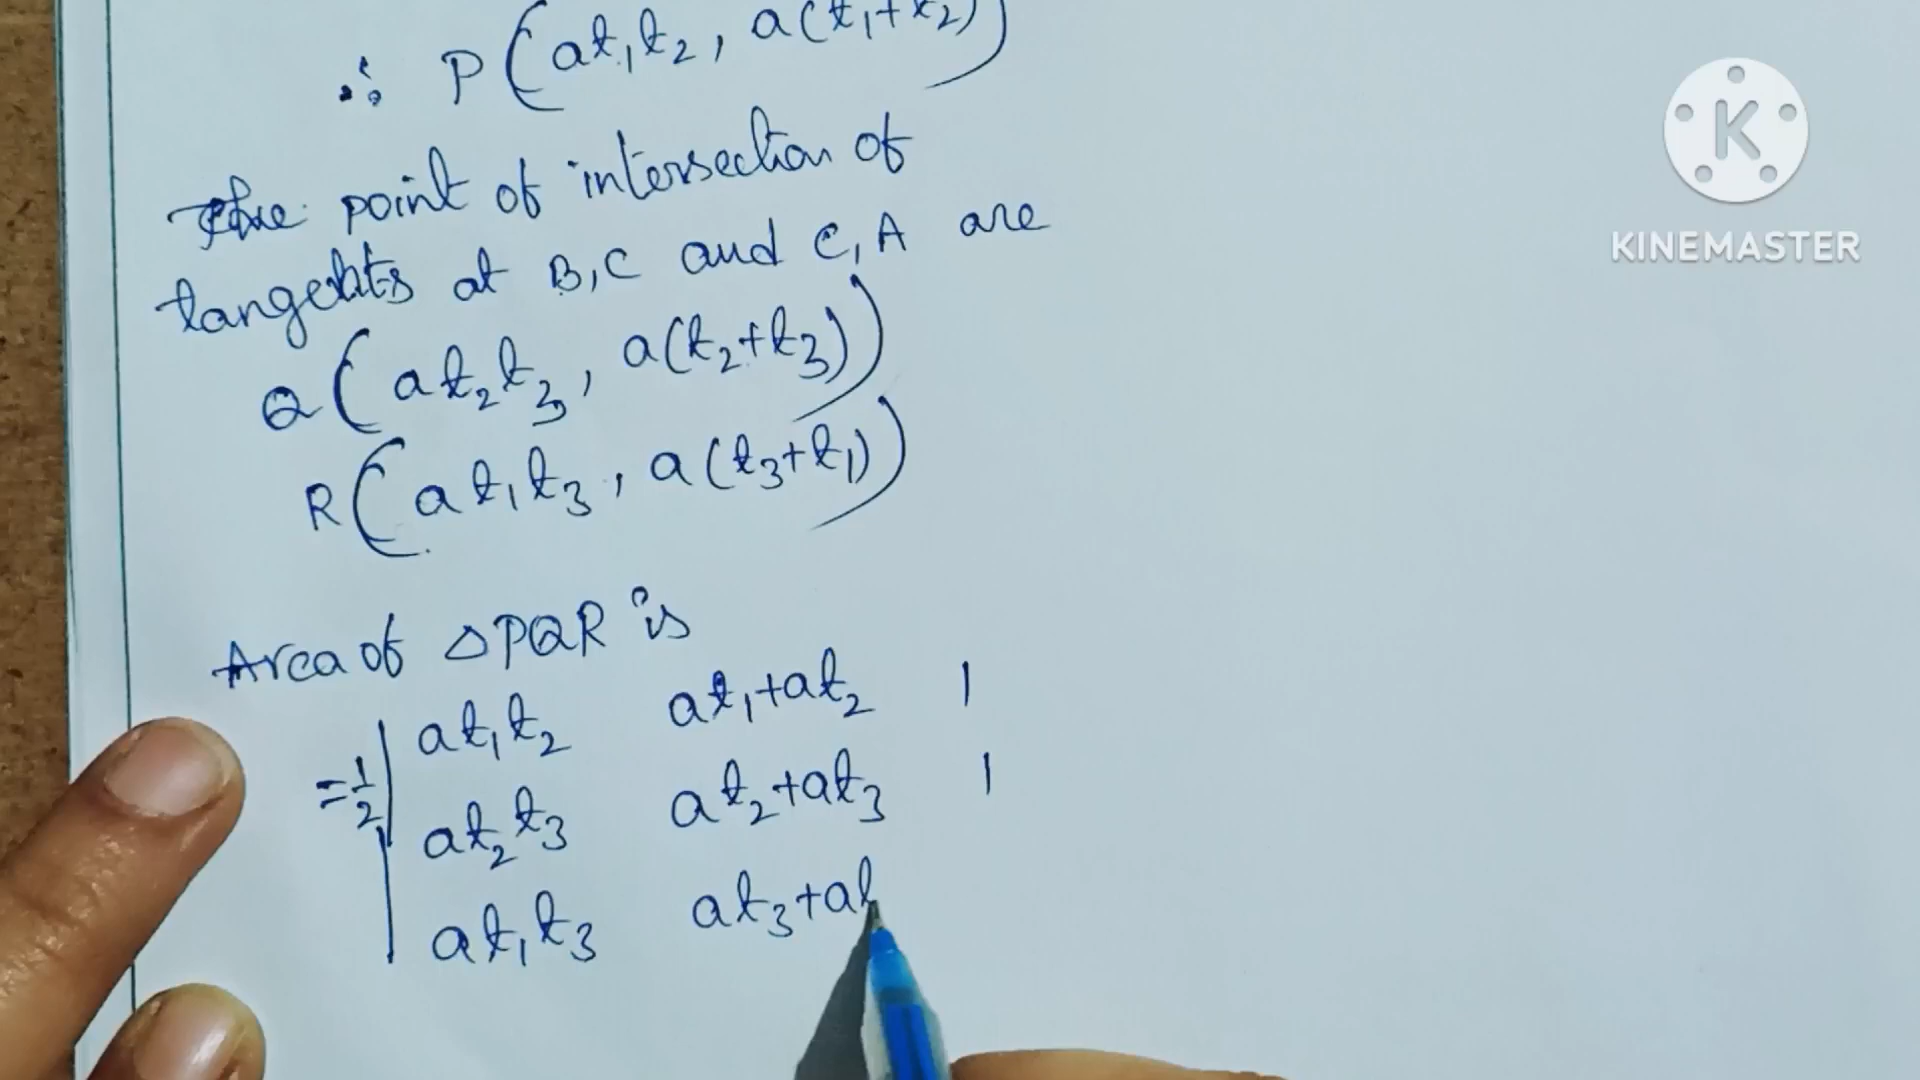 ∴ P(at₁t₂, a(t₁+t₂))
The point of intersection of
tangents at B,C and C,A are
Q(at₂t₃, a(t₂+t₃))
R(at₁t₃, a(t₃+t₁))
Area of △PQR is
=1/2 | at₁t₂ at₁+at₂ 1
at₂t₃ at₂+at₃ 1
at₁t₃ at₃+at
K
KINEMASTER